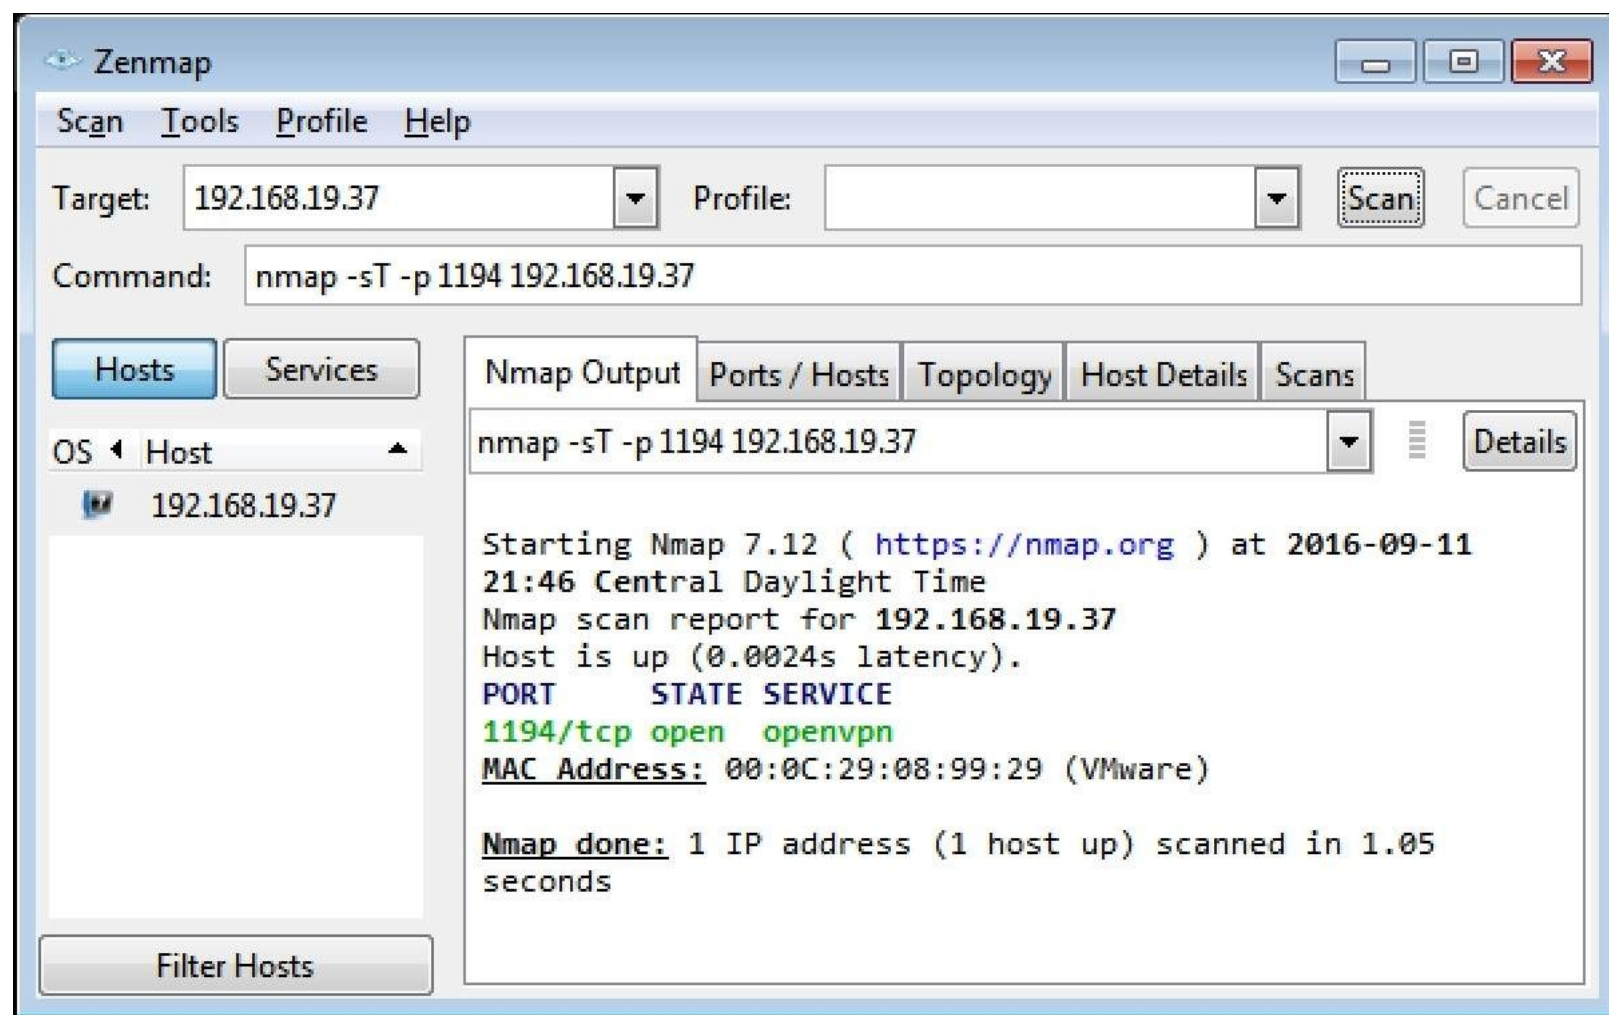 Zenmap
Scan Tools Profile Help
Target: 192.168.19.37 Profile: Scan Cancel
Command: nmap -sT -p 1194 192.168.19.37
Hosts Services
Nmap Output Ports / Hosts Topology Host Details Scans
OS Host
nmap -sT -p 1194 192.168.19.37 Details
192.168.19.37
Starting Nmap 7.12 ( https://nmap.org ) at 2016-09-11
21:46 Central Daylight Time
Nmap scan report for 192.168.19.37
Host is up (0.0024s latency).
PORT STATE SERVICE
1194/tcp open openvpn
MAC Address: 00:0C:29:08:99:29 (VMware)
Nmap done: 1 IP address (1 host up) scanned in 1.05
seconds
Filter Hosts